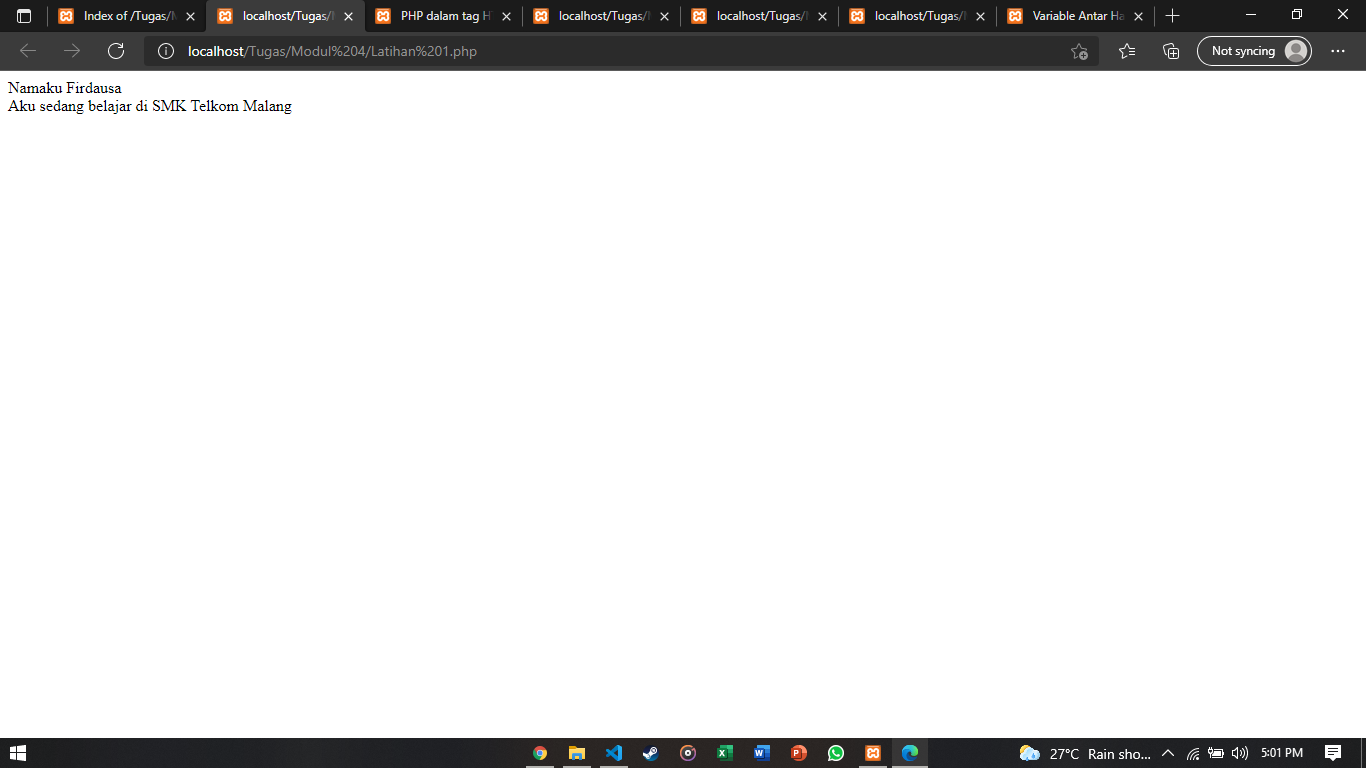 Index of /Tugas/M
localhost/Tugas/
PHP dalam tag H
localhost/Tugas/
localhost/Tugas/
localhost/Tugas/
Variable Antar Ha
localhost/Tugas/Modul%204/Latihan%201.php
Not syncing
Namaku Firdausa
Aku sedang belajar di SMK Telkom Malang
27°C Rain sho...
5:01 PM